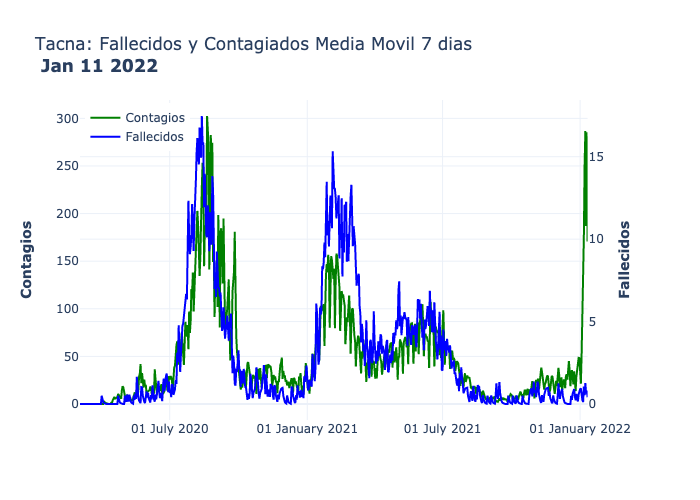 Tacna: Fallecidos y Contagiados Media Movil 7 dias
Jan 11 2022
Contagios
Fallecidos
300
250
200
150
100
50
0
15
10
5
0
Contagios
Fallecidos
01 July 2020
01 January 2021
01 July 2021
01 January 2022